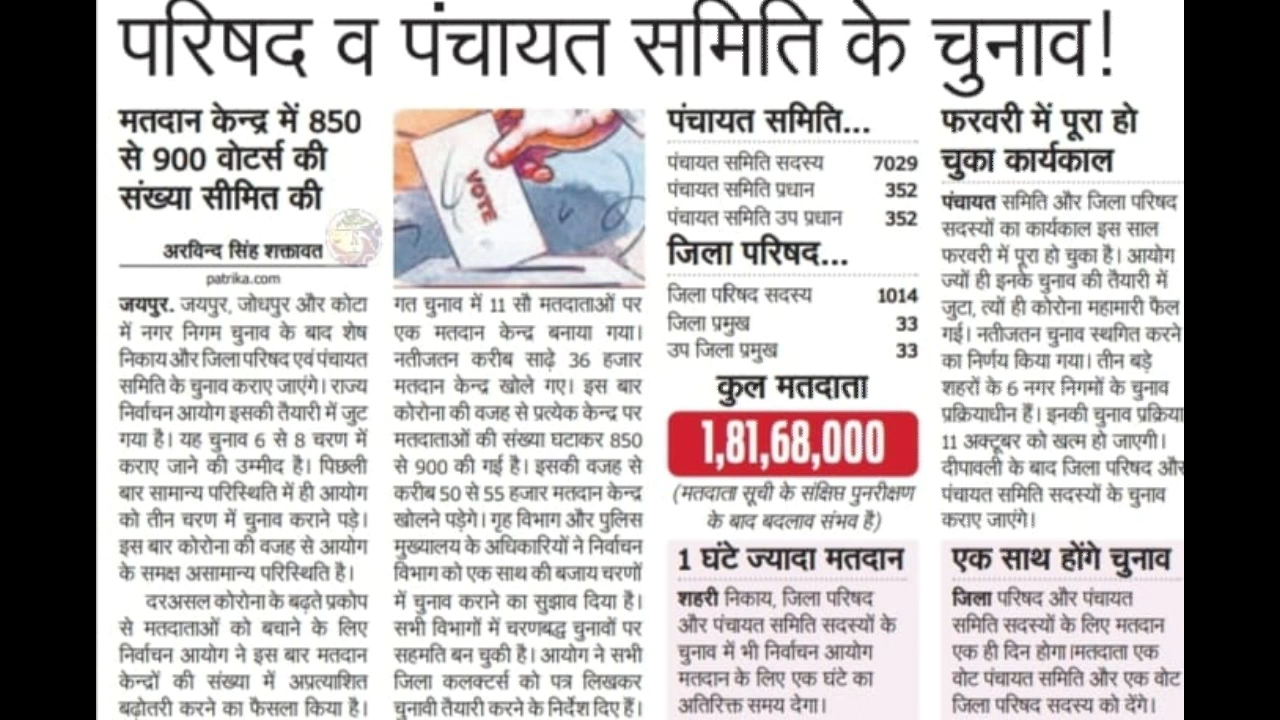 परिषद व पंचायत समिति के चुनाव!
मतदान केन्द्र में 850
से 900 वोटर्स की
संख्या सीमित की
अरविन्द सिंह शक्तावत
patrika.com
जयपुर. जयपुर, जोधपुर और कोटा
में नगर निगम चुनाव के बाद शेष
निकाय और जिला परिषद एवं पंचायत
समिति के चुनाव कराए जाएंगे। राज्य
निर्वाचन आयोग इसकी तैयारी में जुट
गया है। यह चुनाव 6 से 8 चरण में
कराए जाने की उम्मीद है। पिछली
बार सामान्य परिस्थिति में ही आयोग
को तीन चरण में चुनाव कराने पड़े।
इस बार कोरोना की वजह से आयोग
के समक्ष असामान्य परिस्थिति है।
दरअसल कोरोना के बढ़ते प्रकोप
से मतदाताओं को बचाने के लिए
निर्वाचन आयोग ने इस बार मतदान
केन्द्रों की संख्या में अप्रत्याशित
बढ़ोतरी करने का फैसला किया है।
VOTE
गत चुनाव में 11 सौ मतदाताओं पर
एक मतदान केन्द्र बनाया गया।
नतीजतन करीब साढ़े 36 हजार
मतदान केन्द्र खोले गए। इस बार
कोरोना की वजह से प्रत्येक केन्द्र पर
मतदाताओं की संख्या घटाकर 850
से 900 की गई है। इसकी वजह से
करीब 50 से 55 हजार मतदान केन्द्र
खोलने पड़ेगे। गृह विभाग और पुलिस
मुख्यालय के अधिकारियों ने निर्वाचन
विभाग को एक साथ की बजाय चरणों
में चुनाव कराने का सुझाव दिया है।
सभी विभागों में चरणबद्ध चुनावों पर
सहमति बन चुकी है। आयोग ने सभी
जिला कलक्टर्स को पत्र लिखकर
चुनावी तैयारी करने के निर्देश दिए हैं।
पंचायत समिति...
पंचायत समिति सदस्य 7029
पंचायत समिति प्रधान 352
पंचायत समिति उप प्रधान 352
जिला परिषद...
जिला परिषद सदस्य 1014
जिला प्रमुख 33
उप जिला प्रमुख 33
कुल मतदाता
1,81,68,000
(मतदाता सूची के संक्षिप्त पुनरीक्षण
के बाद बदलाव संभव है)
1 घंटे ज्यादा मतदान
शहरी निकाय, जिला परिषद
और पंचायत समिति सदस्यों के
चुनाव में भी निर्वाचन आयोग
मतदान के लिए एक घंटे का
अतिरिक्त समय देगा।
फरवरी में पूरा हो
चुका कार्यकाल
पंचायत समिति और जिला परिषद
सदस्यों का कार्यकाल इस साल
फरवरी में पूरा हो चुका है। आयोग
ज्यों ही इनके चुनाव की तैयारी में
जुटा, त्यों ही कोरोना महामारी फैल
गई। नतीजतन चुनाव स्थगित करने
का निर्णय किया गया। तीन बड़े
शहरों के 6 नगर निगमों के चुनाव
प्रक्रियाधीन हैं। इनकी चुनाव प्रक्रिया
11 अक्टूबर को खत्म हो जाएगी।
दीपावली के बाद जिला परिषद और
पंचायत समिति सदस्यों के चुनाव
कराए जाएंगे।
एक साथ होंगे चुनाव
जिला परिषद और पंचायत
समिति सदस्यों के लिए मतदान
एक ही दिन होगा।मतदाता एक
वोट पंचायत समिति और एक वोट
जिला परिषद सदस्य को देंगे।